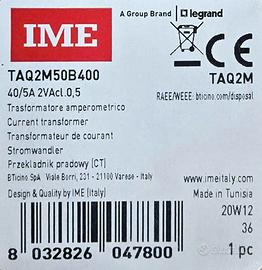 IME
A Group Brand legrand
CE
TAQ2M50B400
TAQ2M
40/5A 2VAcl.0,5
RAEE/WEEE: bticino.com/disposal
Trasformatore amperometrico
Current transformer
Transformateur de courant
Stromwandler
Przekladnik pradowy (CT)
BTicino SpA - Viale Borri, 231 - 21100 Varese - Italy
www.imeitaly.com
Design & Quality by IME (Italy)
Made in Tunisia
20W12
36
1 pc
8 032826 047800